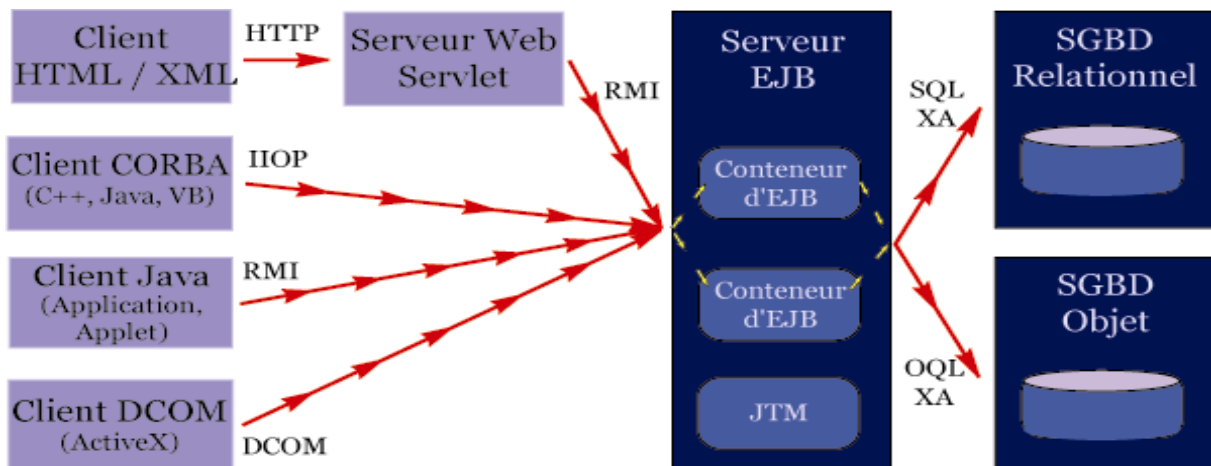 Client
HTML / XML
HTTP
Serveur Web
Servlet
RMI
Client CORBA
(C++, Java, VB)
IIOP
Client Java
(Application,
Applet)
RMI
Client DCOM
(ActiveX)
DCOM
Serveur
EJB
Conteneur
d'EJB
Conteneur
d'EJB
JTM
SQL
XA
OQL
XA
SGBD
Relationnel
SGBD
Objet